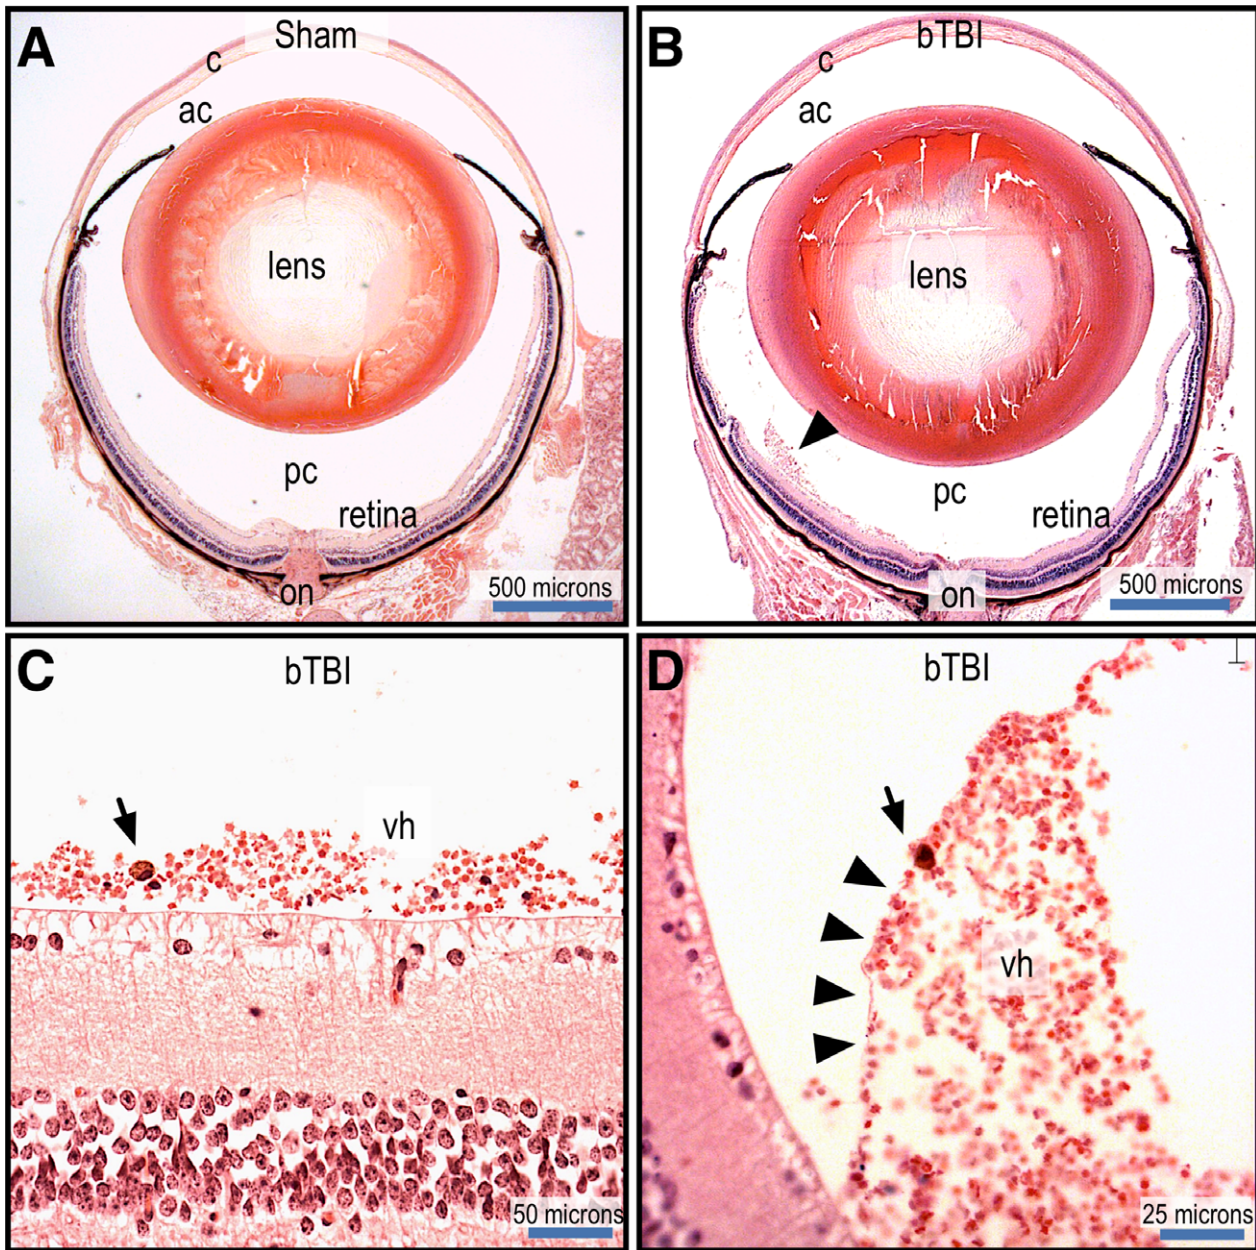 A
Sham
c
ac
lens
pc
retina
on
500 microns
B
bTBI
c
ac
lens
pc
retina
on
500 microns
C
bTBI
vh
50 microns
D
bTBI
vh
25 microns